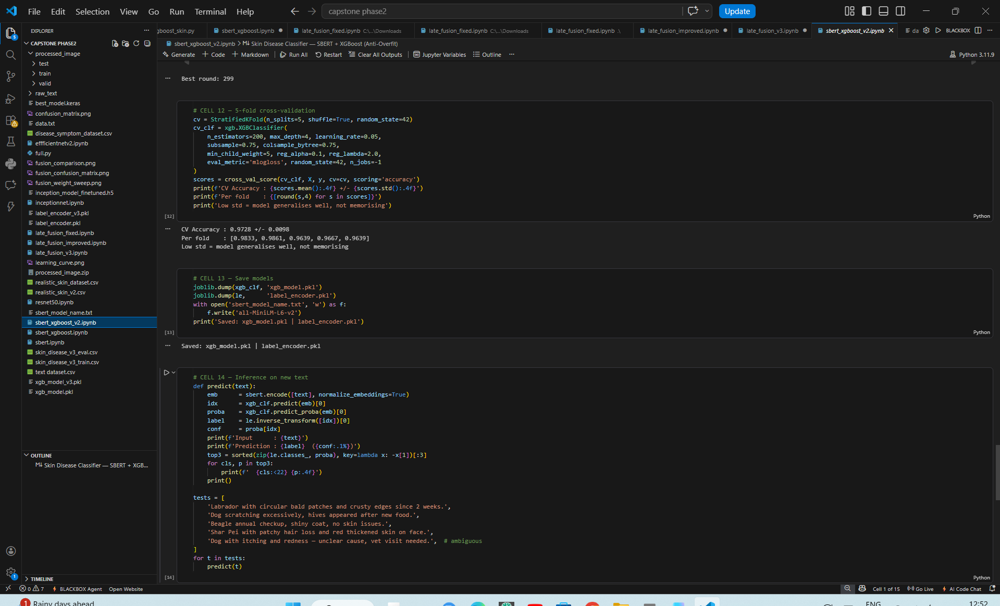 File Edit Selection View Go Run Terminal Help
capstone phase2
Update
EXPLORER
gboost_skin.py
sbert_xgboost.ipynb
late_fusion_fixed.ipynb C:\...\Downloads
late_fusion_fixed.ipynb C:\...\Downloads
late_fusion_fixed.ipynb .\
late_fusion_improved.ipynb
late_fusion_v3.ipynb
sbert_xgboost_v2.ipynb
da
BLACKBOX
sbert_xgboost_v2.ipynb > M↓ Skin Disease Classifier — SBERT + XGBoost (Anti-Overfit)
Generate + Code + Markdown | Run All Restart Clear All Outputs | Jupyter Variables Outline ...
Python 3.11.9
CAPSTONE PHASE2
processed_image
test
train
valid
raw_text
best_model.keras
confusion_matrix.png
data.txt
disease_symptom_dataset.csv
effficientnetv2.ipynb
full.py
fusion_comparison.png
fusion_confusion_matrix.png
fusion_weight_sweep.png
inception_model_finetuned.h5
inceptionnet.ipynb
label_encoder_v3.pkl
label_encoder.pkl
late_fusion_fixed.ipynb
late_fusion_improved.ipynb
late_fusion_v3.ipynb
learning_curve.png
processed_image.zip
realistic_skin_dataset.csv
realistic_skin_v2.csv
resnet50.ipynb
sbert_model_name.txt
sbert_xgboost_v2.ipynb
sbert_xgboost.ipynb
sbert.ipynb
skin_disease_v3_eval.csv
skin_disease_v3_train.csv
text dataset.csv
xgb_model_v3.pkl
xgb_model.pkl
OUTLINE
M↓ Skin Disease Classifier — SBERT + XGB...
TIMELINE
Best round: 299
# CELL 12 — 5-fold cross-validation
cv = StratifiedKFold(n_splits=5, shuffle=True, random_state=42)
cv_clf = xgb.XGBClassifier(
n_estimators=200, max_depth=4, learning_rate=0.05,
subsample=0.75, colsample_bytree=0.75,
min_child_weight=5, reg_alpha=0.1, reg_lambda=2.0,
eval_metric='mlogloss', random_state=42, n_jobs=-1
)
scores = cross_val_score(cv_clf, X, y, cv=cv, scoring='accuracy')
print(f'CV Accuracy : {scores.mean():.4f} +/- {scores.std():.4f}')
print(f'Per fold    : {[round(s,4) for s in scores]}')
print('Low std = model generalises well, not memorising')
[12]
Python
CV Accuracy : 0.9728 +/- 0.0098
Per fold    : [0.9833, 0.9861, 0.9639, 0.9667, 0.9639]
Low std = model generalises well, not memorising
# CELL 13 — Save models
joblib.dump(xgb_clf, 'xgb_model.pkl')
joblib.dump(le,      'label_encoder.pkl')
with open('sbert_model_name.txt', 'w') as f:
f.write('all-MiniLM-L6-v2')
print('Saved: xgb_model.pkl | label_encoder.pkl')
[13]
Python
Saved: xgb_model.pkl | label_encoder.pkl
# CELL 14 — Inference on new text
def predict(text):
emb      = sbert.encode([text], normalize_embeddings=True)
idx      = xgb_clf.predict(emb)[0]
proba    = xgb_clf.predict_proba(emb)[0]
label    = le.inverse_transform([idx])[0]
conf     = proba[idx]
print(f'Input      : {text}')
print(f'Prediction : {label}  ({conf:.1%})')
top3 = sorted(zip(le.classes_, proba), key=lambda x: -x[1])[:3]
for cls, p in top3:
print(f'  {cls:<22} {p:.4f}')
print()
tests = [
'Labrador with circular bald patches and crusty edges since 2 weeks.',
'Dog scratching excessively, hives appeared after new food.',
'Beagle annual checkup, shiny coat, no skin issues.',
'Shar Pei with patchy hair loss and red thickened skin on face.',
'Dog with itching and redness — unclear cause, vet visit needed.',  # ambiguous
]
for t in tests:
predict(t)
[14]
Python
0 7 BLACKBOX Agent Open Website
Cell 1 of 15 Go Live AI Code Chat
1 Rainy days ahead
ENG
12:52